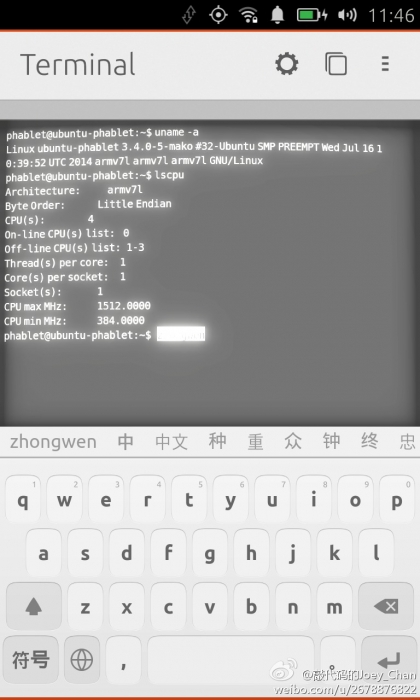 11:46
Terminal
phablet@ubuntu-phablet:~$ uname -a
Linux ubuntu-phablet 3.4.0-5-mako #32-Ubuntu SMP PREEMPT Wed Jul 16 1
0:39:52 UTC 2014 armv7l armv7l armv7l GNU/Linux
phablet@ubuntu-phablet:~$ lscpu
Architecture: armv7l
Byte Order: Little Endian
CPU(s): 4
On-line CPU(s) list: 0
Off-line CPU(s) list: 1-3
Thread(s) per core: 1
Core(s) per socket: 1
Socket(s): 1
CPU max MHz: 1512.0000
CPU min MHz: 384.0000
phablet@ubuntu-phablet:~$
zhongwen 中 中文 种 重 众 钟 终 忠
1 2 3 4 5 6 7 8 9 0
q w e r t y u i o p
a s d f g h j k l
z x c v b n m
符号 , 。
@敲代码的Joey_Chan
weibo.com/u/2678876822